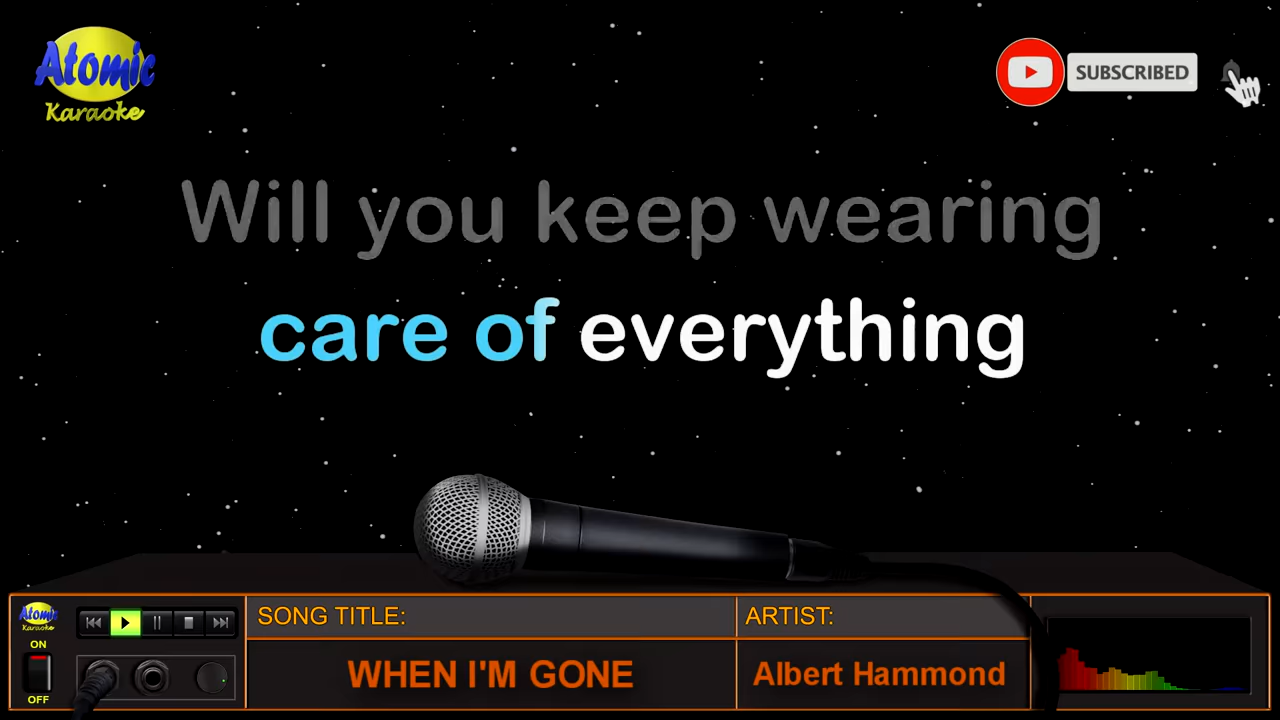 Atomic
Karaoke
SUBSCRIBED
Will you keep wearing
care of everything
Atomic
Karaoke
ON
OFF
SONG TITLE:
WHEN I'M GONE
ARTIST:
Albert Hammond